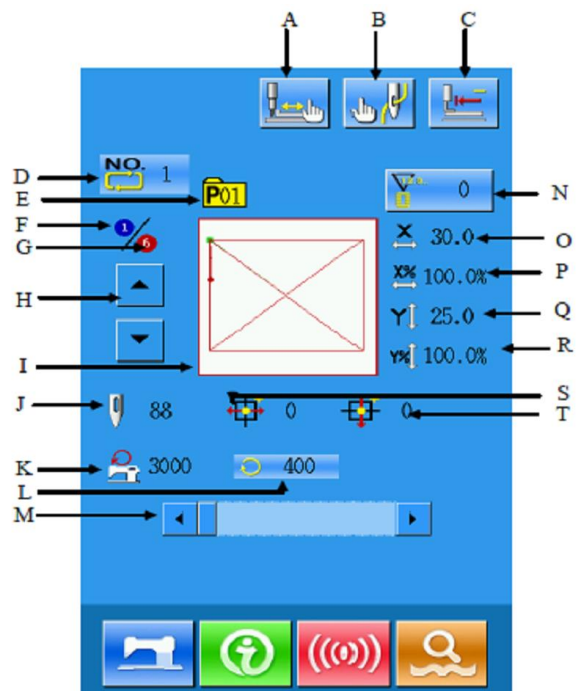 A B C
D NO. 1 N 0
E P01
F 1 X 30.0 O
G 6
X% 100.0% P
H
Y 25.0 Q
I Y% 100.0% R
J 88 0 0 S
T
K 3000 400
L
M